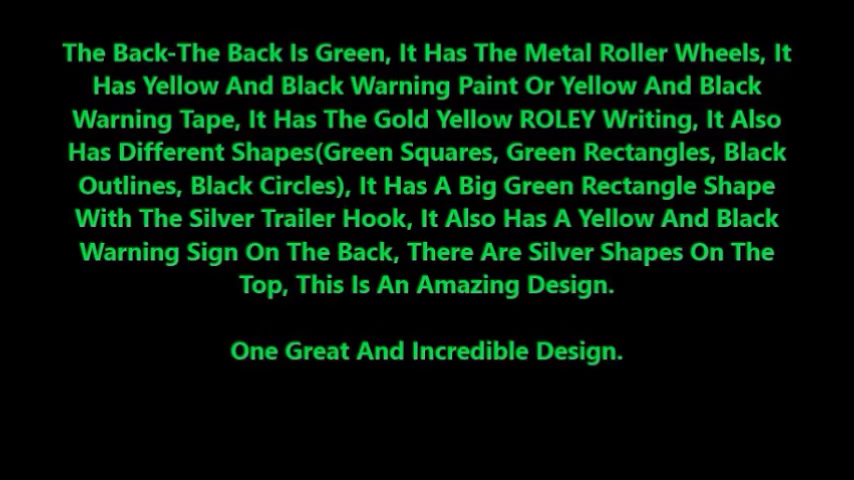 The Back-The Back Is Green, It Has The Metal Roller Wheels, It
Has Yellow And Black Warning Paint Or Yellow And Black
Warning Tape, It Has The Gold Yellow ROLEY Writing, It Also
Has Different Shapes(Green Squares, Green Rectangles, Black
Outlines, Black Circles), It Has A Big Green Rectangle Shape
With The Silver Trailer Hook, It Also Has A Yellow And Black
Warning Sign On The Back, There Are Silver Shapes On The
Top, This Is An Amazing Design.
One Great And Incredible Design.